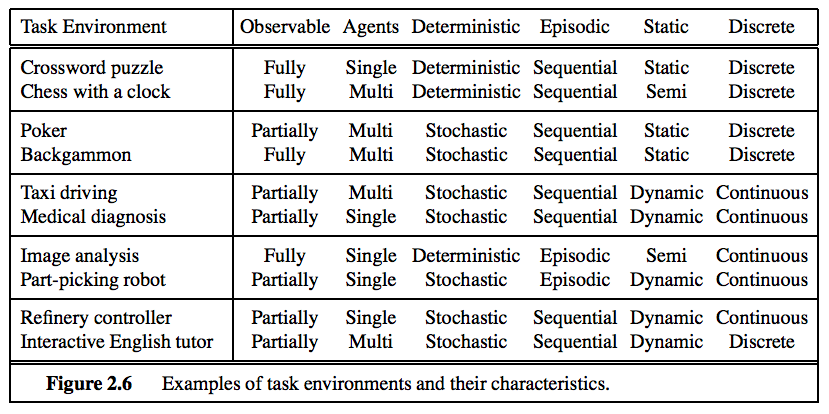 Task Environment Observable Agents Deterministic Episodic Static Discrete
Crossword puzzle Fully Single Deterministic Sequential Static Discrete
Chess with a clock Fully Multi Deterministic Sequential Semi Discrete
Poker Partially Multi Stochastic Sequential Static Discrete
Backgammon Fully Multi Stochastic Sequential Static Discrete
Taxi driving Partially Multi Stochastic Sequential Dynamic Continuous
Medical diagnosis Partially Single Stochastic Sequential Dynamic Continuous
Image analysis Fully Single Deterministic Episodic Semi Continuous
Part-picking robot Partially Single Stochastic Episodic Dynamic Continuous
Refinery controller Partially Single Stochastic Sequential Dynamic Continuous
Interactive English tutor Partially Multi Stochastic Sequential Dynamic Discrete
Figure 2.6 Examples of task environments and their characteristics.